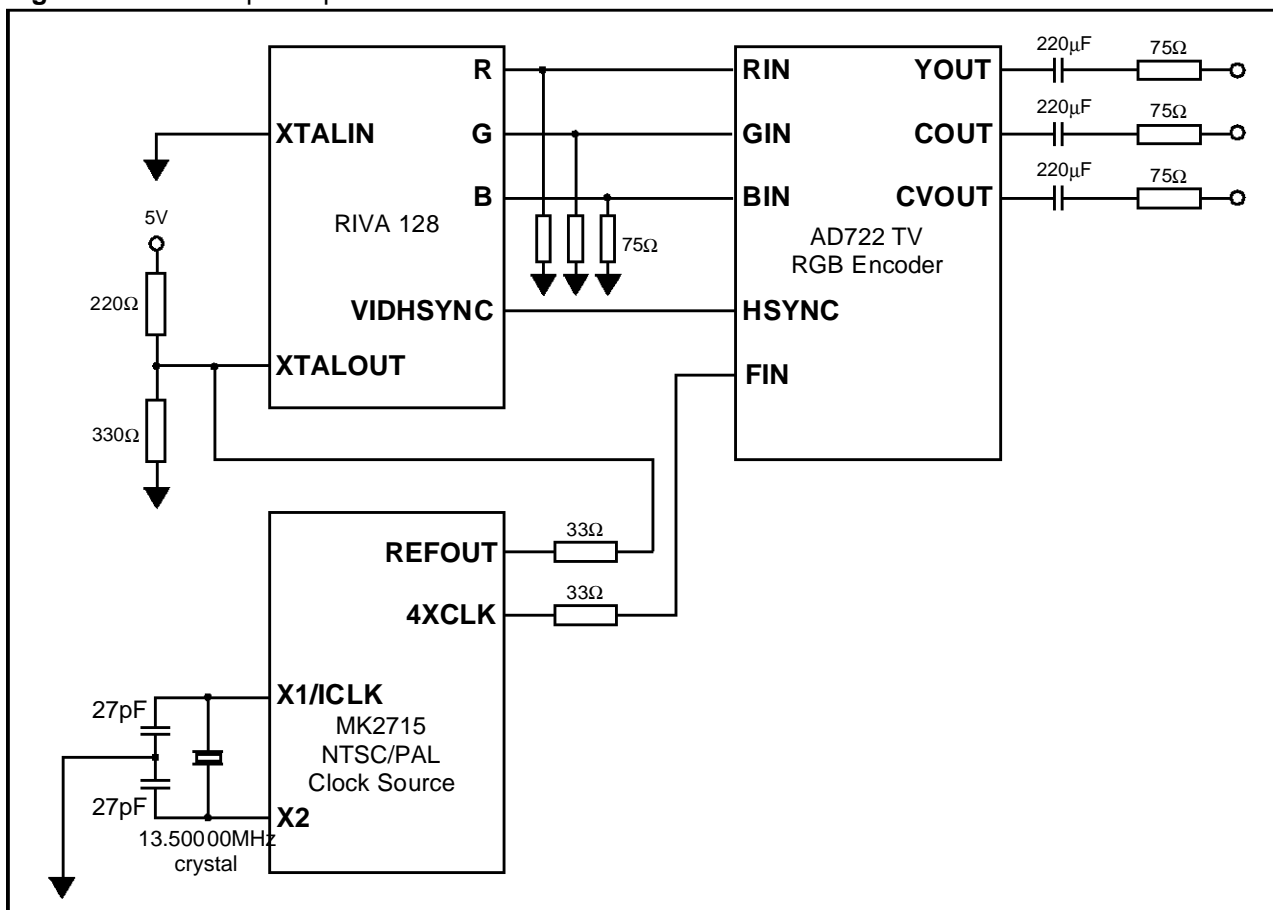 220µF
75Ω
R
RIN
YOUT
220µF
75Ω
XTALIN
G
GIN
COUT
220µF
75Ω
B
BIN
CVOUT
5V
RIVA 128
75Ω
AD722 TV
RGB Encoder
220Ω
VIDHSYNC
HSYNC
XTALOUT
FIN
330Ω
REFOUT
33Ω
4XCLK
33Ω
X1/ICLK
27pF
MK2715
NTSC/PAL
Clock Source
27pF
X2
13.50000MHz
crystal